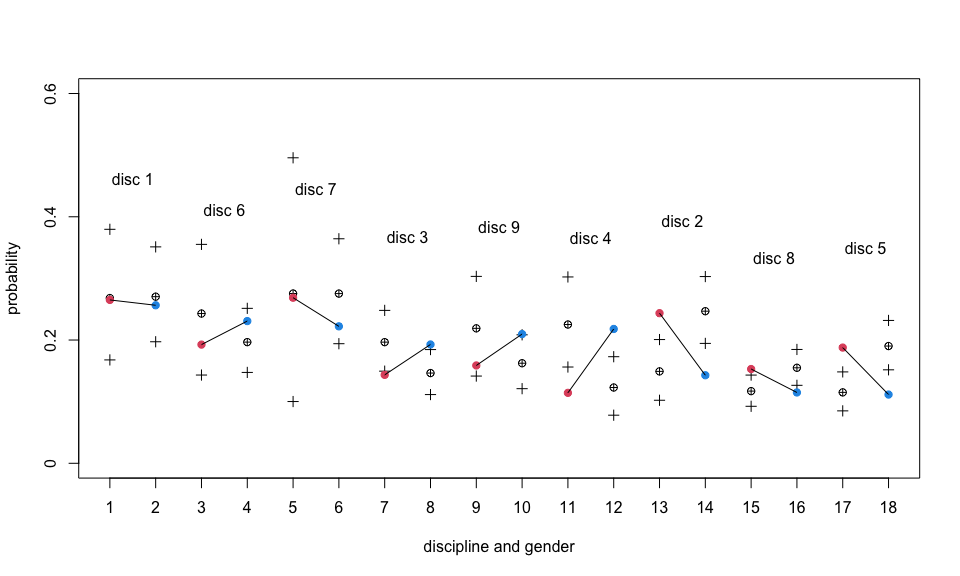 0.6
0.4
0.2
0
probability
disc 1
disc 6
disc 7
disc 3
disc 9
disc 4
disc 2
disc 8
disc 5
1 2 3 4 5 6 7 8 9 10 11 12 13 14 15 16 17 18
discipline and gender